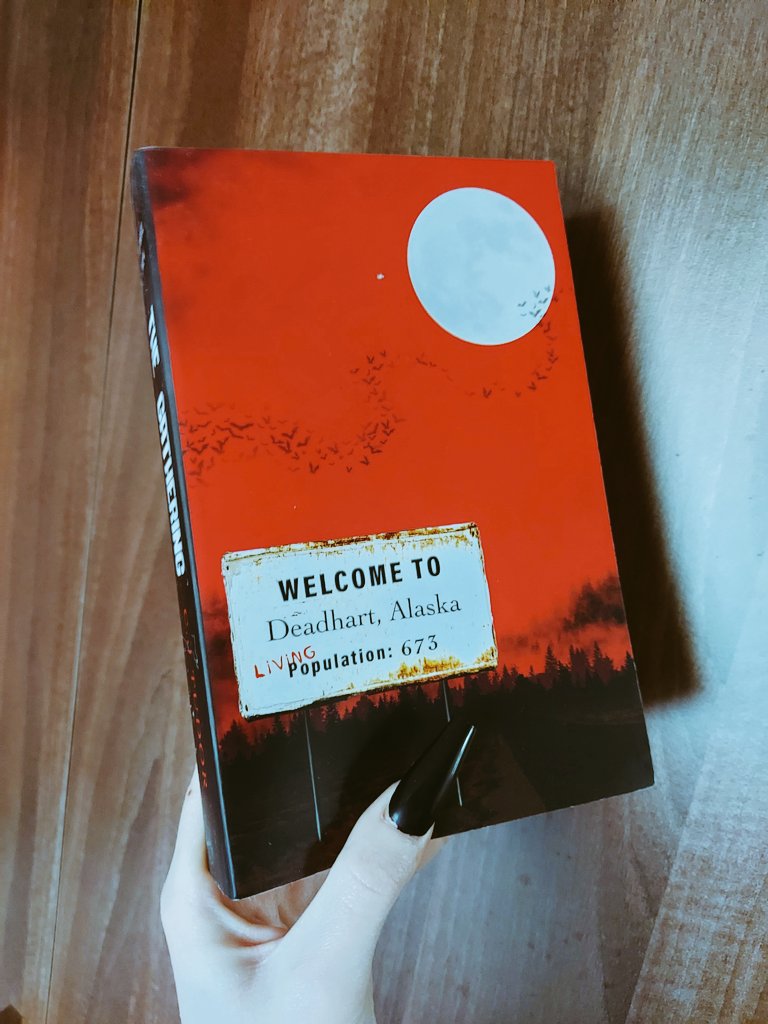 THE GATHERING
WELCOME TO
Deadhart, Alaska
LiViNG
Population: 673